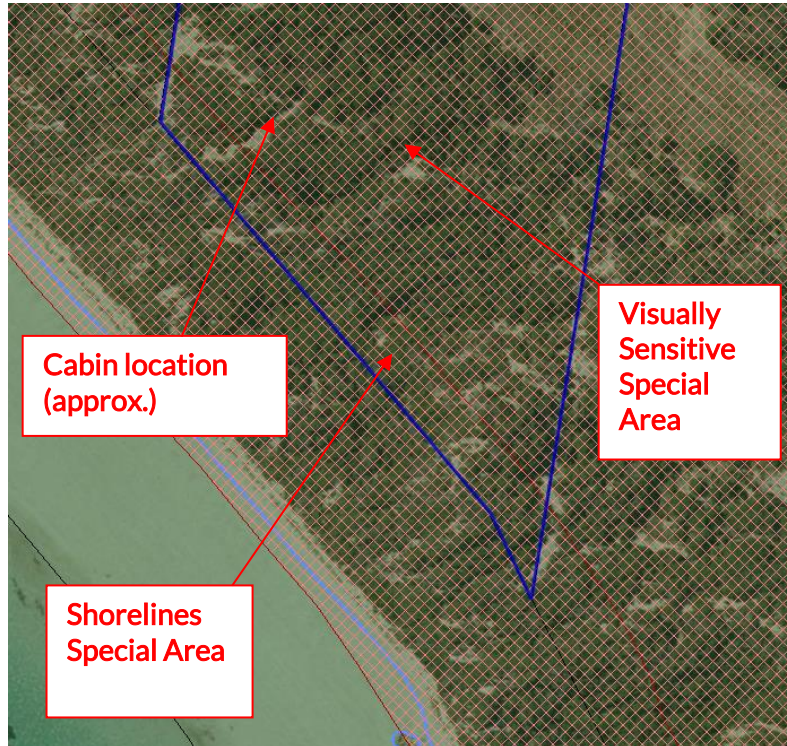 Visually
Sensitive
Special
Area
Cabin location
(approx.)
Shorelines
Special Area